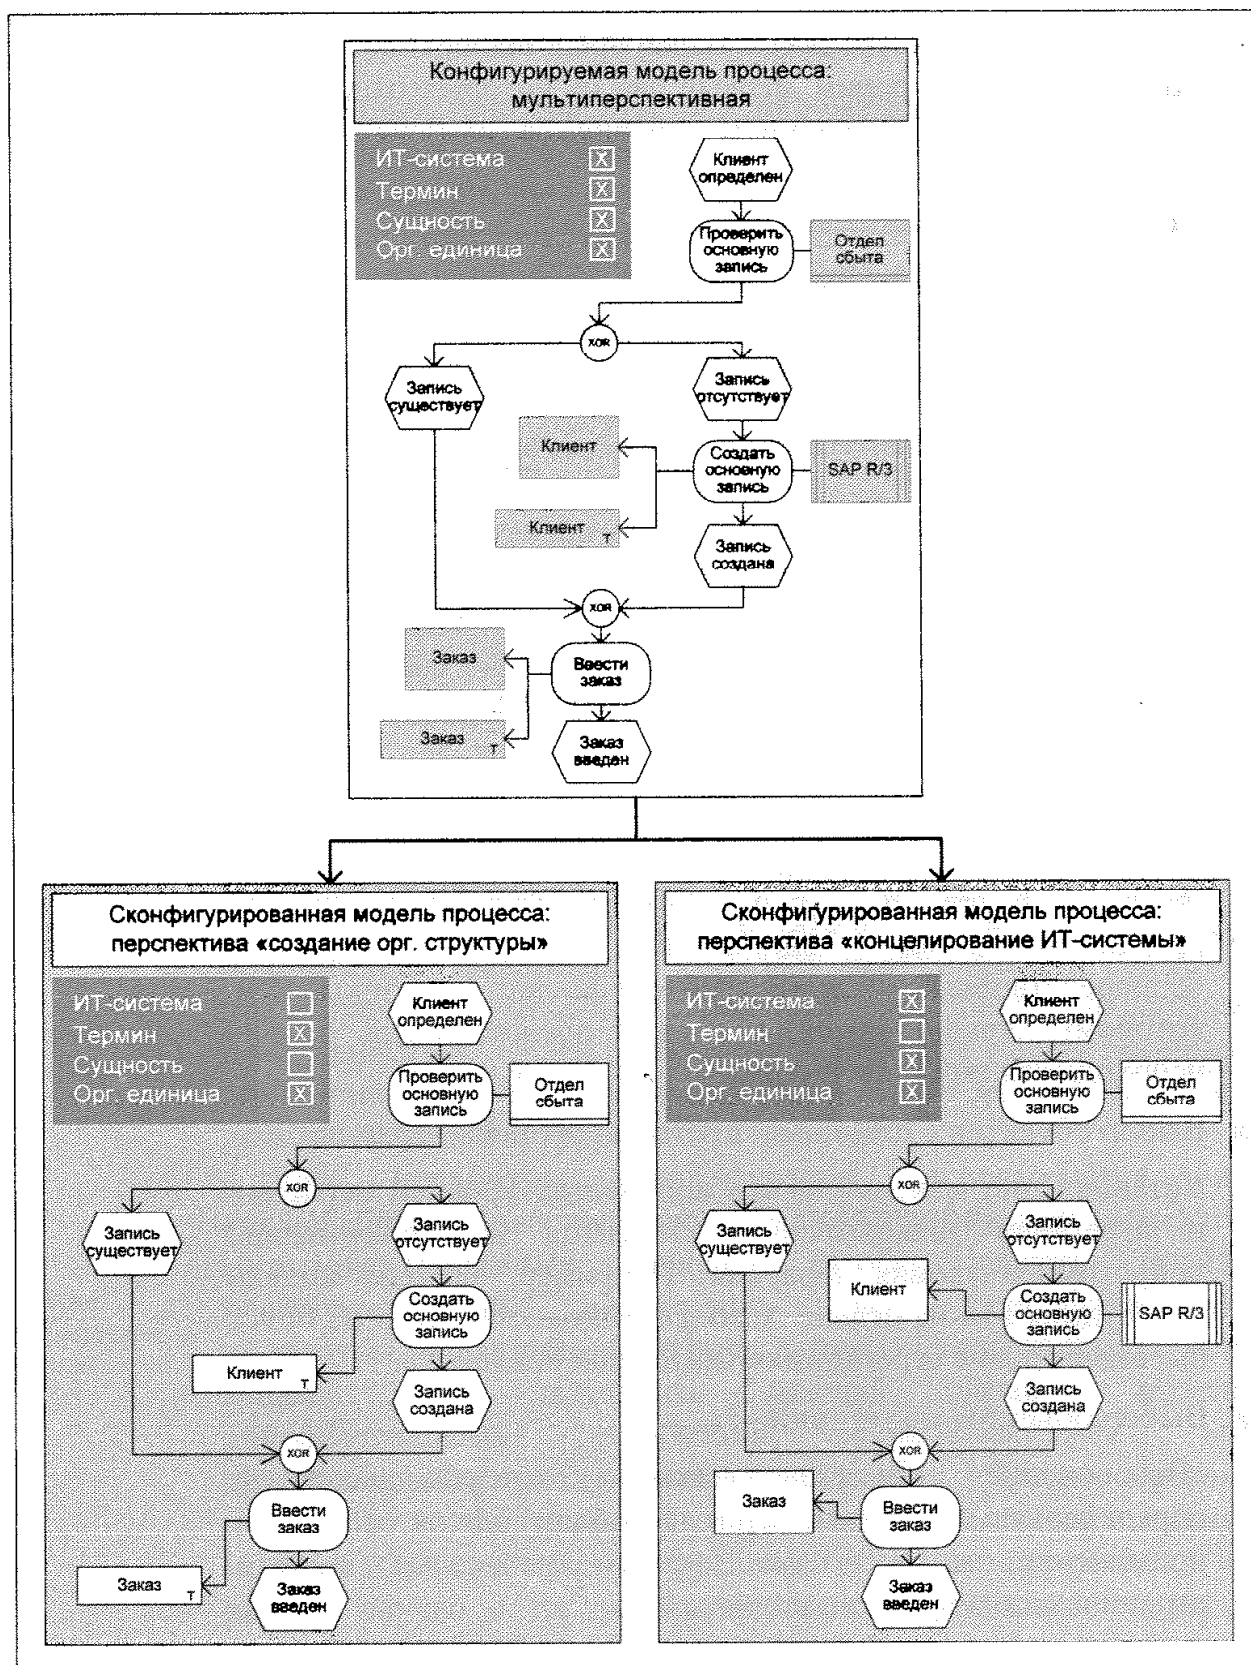 Конфигурируемая модель процесса:
мультиперспективная
ИТ-система X
Термин X
Сущность X
Орг. единица X
Клиент
определен
Проверить
основную
запись
Отдел
сбыта
XOR
Запись
существует
Запись
отсутствует
Клиент
Создать
основную
запись
SAP R/3
Клиент
T
Запись
создана
XOR
Заказ
Ввести
заказ
Заказ
T
Заказ
введен
Сконфигурированная модель процесса:
перспектива «создание орг. структуры»
ИТ-система
Термин X
Сущность
Орг. единица X
Клиент
определен
Проверить
основную
запись
Отдел
сбыта
XOR
Запись
существует
Запись
отсутствует
Создать
основную
запись
Клиент
T
Запись
создана
XOR
Ввести
заказ
Заказ
T
Заказ
введен
Сконфигурированная модель процесса:
перспектива «концепирование ИТ-системы»
ИТ-система X
Термин
Сущность X
Орг. единица X
Клиент
определен
Проверить
основную
запись
Отдел
сбыта
XOR
Запись
существует
Запись
отсутствует
Клиент
Создать
основную
запись
SAP R/3
Запись
создана
XOR
Заказ
Ввести
заказ
Заказ
введен